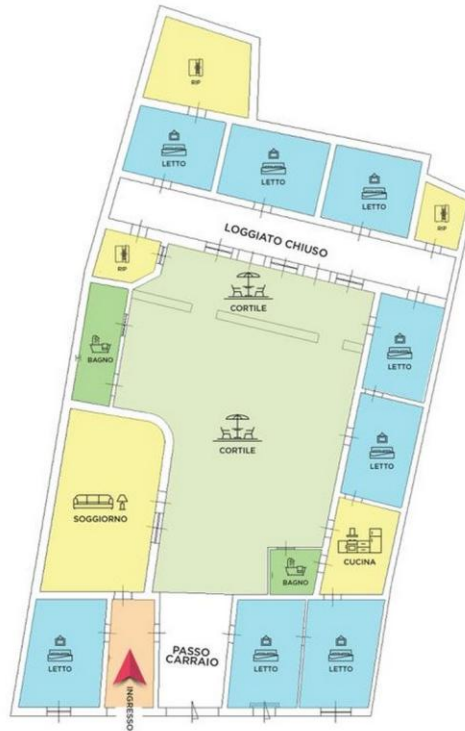 RIP
LETTO
LETTO
LETTO
RIP
LOGGIATO CHIUSO
RIP
CORTILE
LETTO
BAGNO
CORTILE
LETTO
SOGGIORNO
CUCINA
BAGNO
PASSO
CARRAIO
LETTO
LETTO
LETTO
INGRESSO